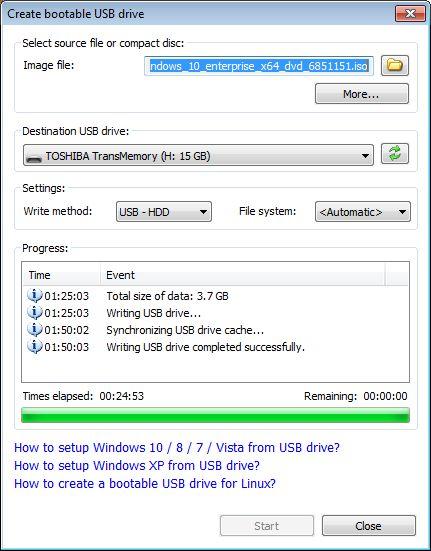 Create bootable USB drive
Select source file or compact disc:
Image file: ndows_10_enterprise_x64_dvd_6851151.iso
More...
Destination USB drive:
TOSHIBA TransMemory (H: 15 GB)
Settings:
Write method: USB - HDD File system: <Automatic>
Progress:
Time Event
01:25:03 Total size of data: 3.7 GB
01:25:03 Writing USB drive...
01:50:02 Synchronizing USB drive cache...
01:50:03 Writing USB drive completed successfully.
Times elapsed: 00:24:53 Remaining: 00:00:00
How to setup Windows 10 / 8 / 7 / Vista from USB drive?
How to setup Windows XP from USB drive?
How to create a bootable USB drive for Linux?
Start Close